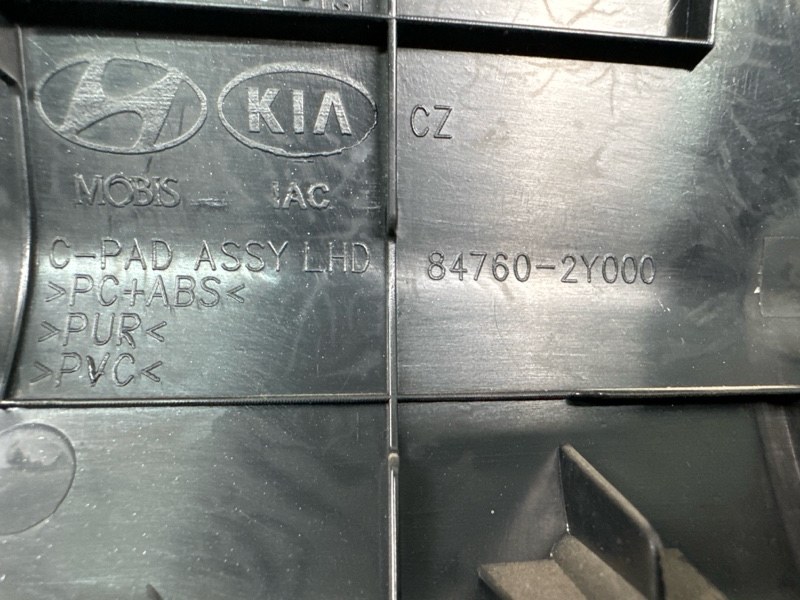 KIA
CZ
MOBIS IAC
C-PAD ASSY LHD
84760-2Y000
>PC+ABS<
>PUR<
>PVC<